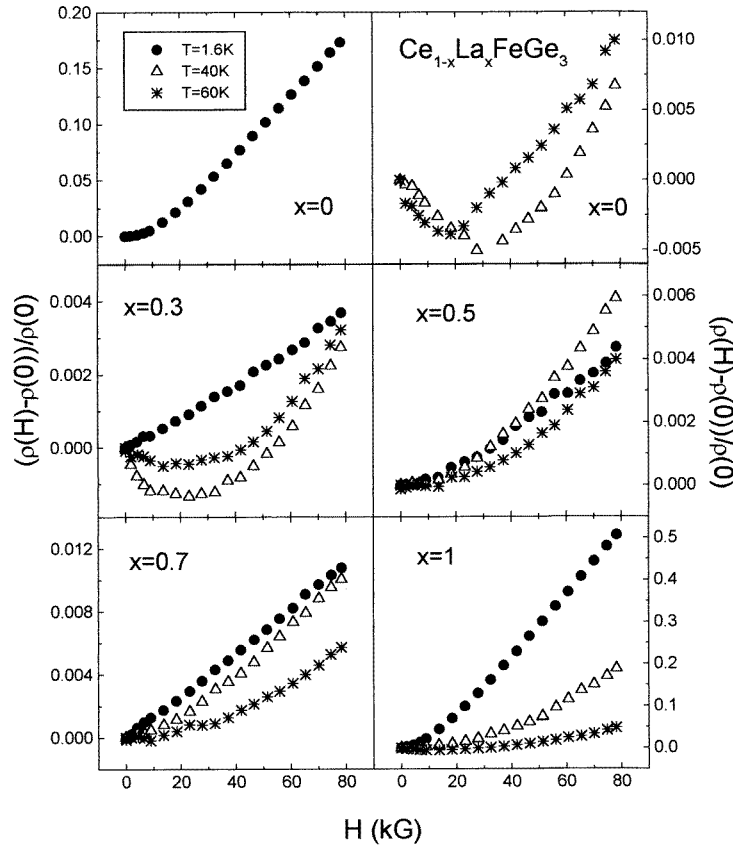 0.20
0.15
0.10
0.05
0.00
T=1.6K
T=40K
T=60K
x=0
Ce1-xLaxFeGe3
x=0
0.010
0.005
0.000
-0.005
x=0.3
0.004
0.002
0.000
x=0.5
0.006
0.004
0.002
0.000
(ρ(H)-ρ(0))/ρ(0)
(ρ(H)-ρ(0))/ρ(0)
x=0.7
0.012
0.008
0.004
0.000
x=1
0.5
0.4
0.3
0.2
0.1
0.0
0 20 40 60 80
0 20 40 60 80
H (kG)